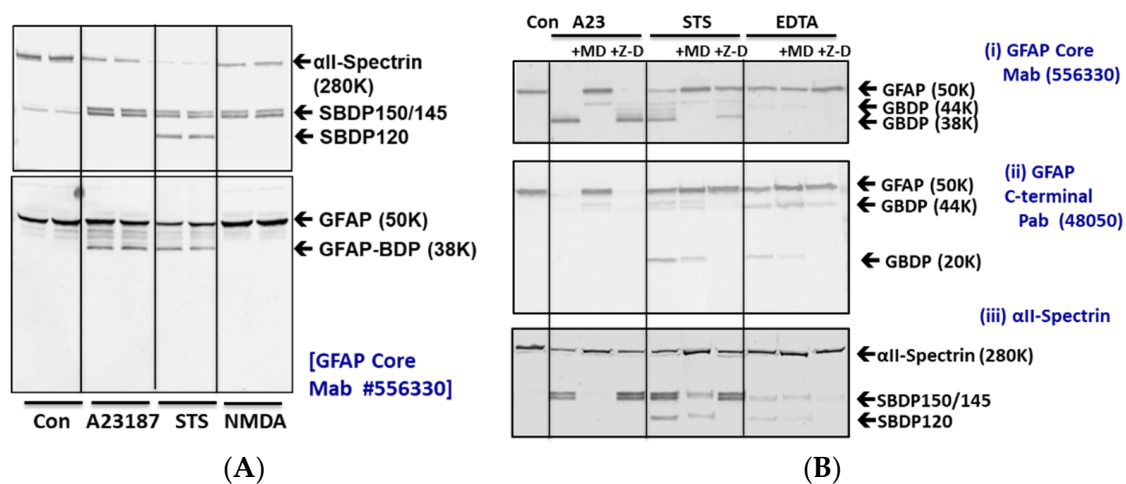 ← αII-Spectrin
(280K)
← SBDP150/145
← SBDP120
← GFAP (50K)
← GFAP-BDP (38K)
[GFAP Core
Mab #556330]
Con A23187 STS NMDA
(A)
Con A23 STS EDTA
+MD +Z-D +MD +Z-D +MD +Z-D
(i) GFAP Core
Mab (556330)
← GFAP (50K)
← GBDP (44K)
← GBDP (38K)
(ii) GFAP
C-terminal
Pab (48050)
← GFAP (50K)
← GBDP (44K)
← GBDP (20K)
(iii) αII-Spectrin
←αII-Spectrin (280K)
←SBDP150/145
←SBDP120
(B)